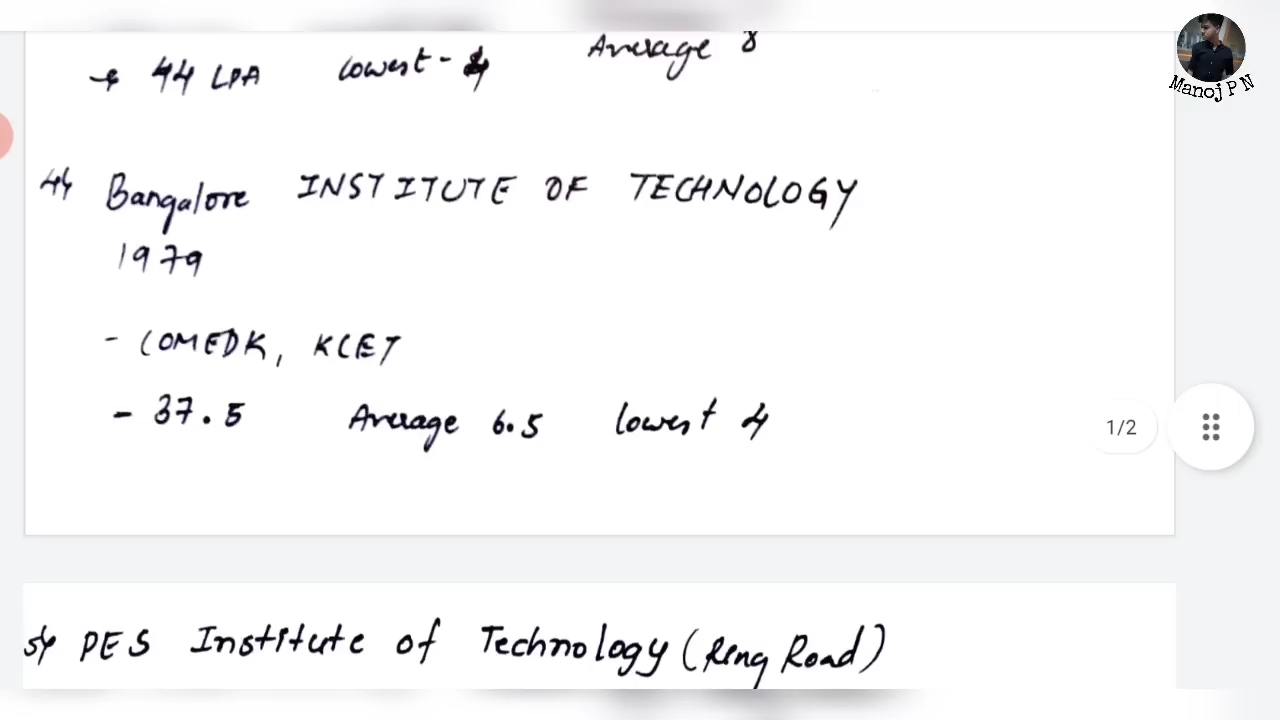 → 44 LPA lowest - 4 Average 8
Manoj P N
4) Bangalore INSTITUTE OF TECHNOLOGY
1979
- COMEDK, KCET
- 37.5 Average 6.5 lowest 4
1/2
5) PES Institute of Technology (Ring Road)